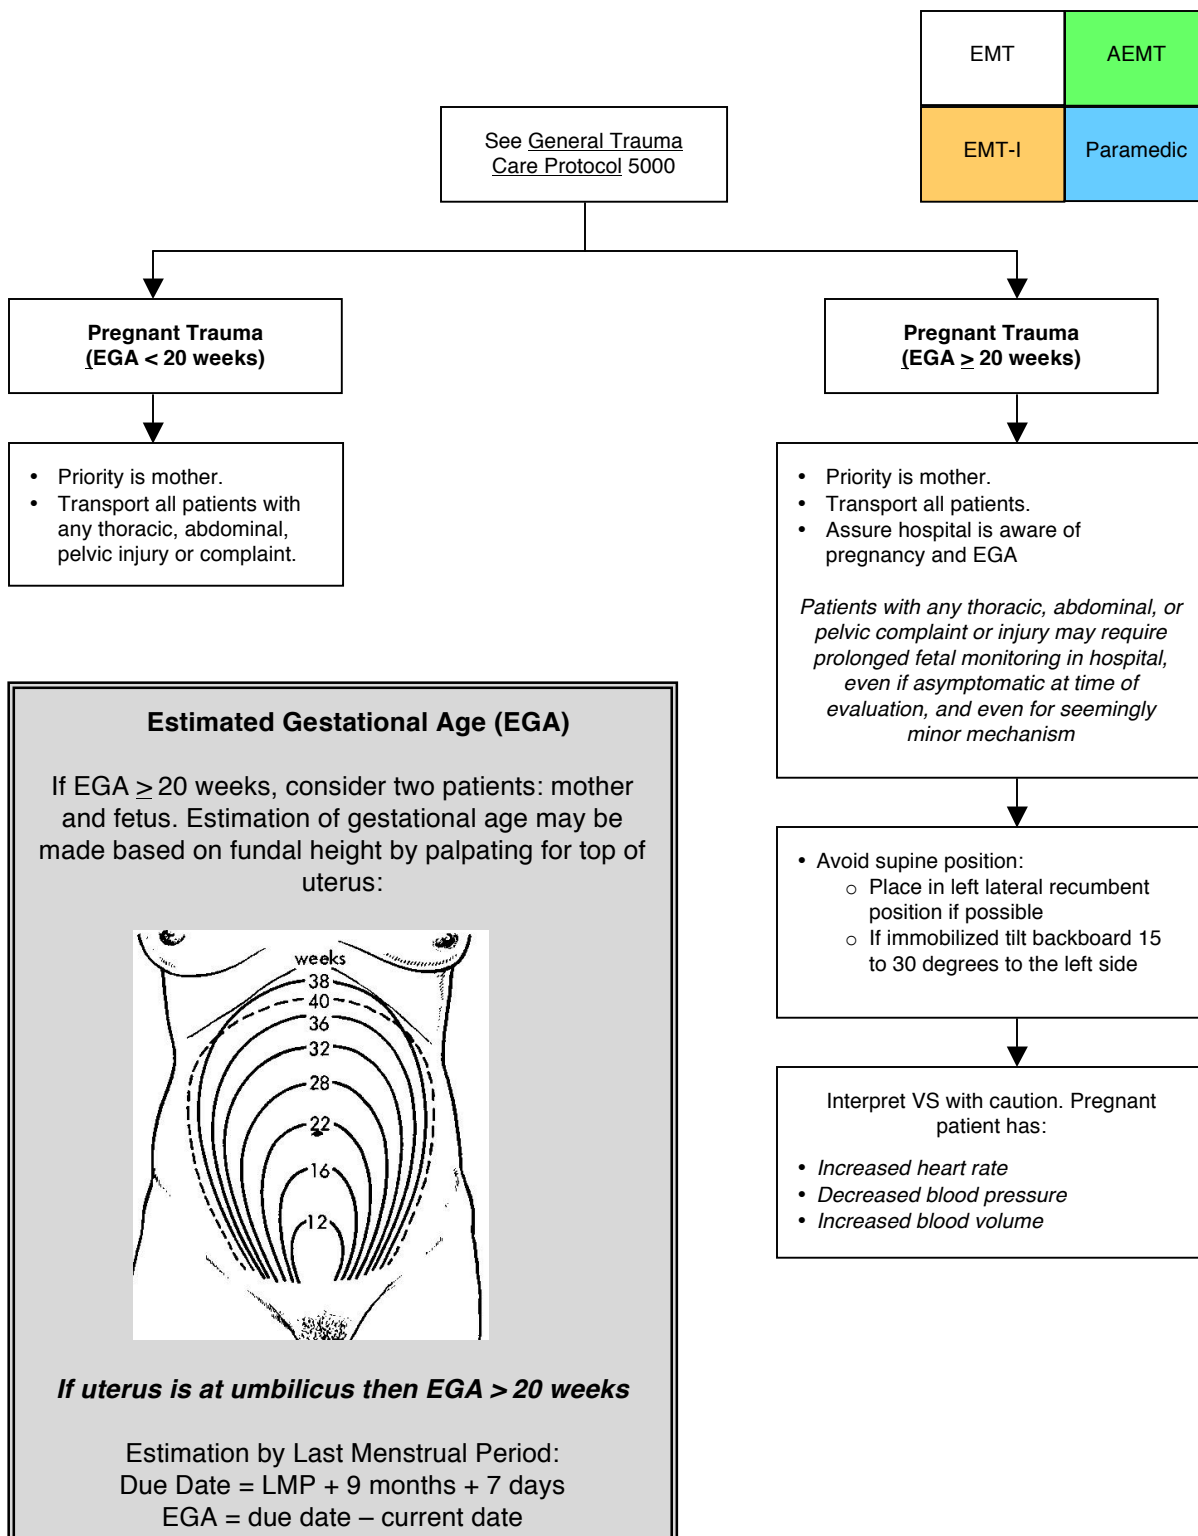 EMT
AEMT
EMT-I
Paramedic
See General Trauma
Care Protocol 5000
Pregnant Trauma
(EGA < 20 weeks)
Pregnant Trauma
(EGA ≥ 20 weeks)
• Priority is mother.
• Transport all patients with
any thoracic, abdominal,
pelvic injury or complaint.
• Priority is mother.
• Transport all patients.
• Assure hospital is aware of
pregnancy and EGA
Patients with any thoracic, abdominal, or
pelvic complaint or injury may require
prolonged fetal monitoring in hospital,
even if asymptomatic at time of
evaluation, and even for seemingly
minor mechanism
• Avoid supine position:
o Place in left lateral recumbent
position if possible
o If immobilized tilt backboard 15
to 30 degrees to the left side
Interpret VS with caution. Pregnant
patient has:
• Increased heart rate
• Decreased blood pressure
• Increased blood volume
Estimated Gestational Age (EGA)
If EGA ≥ 20 weeks, consider two patients: mother
and fetus. Estimation of gestational age may be
made based on fundal height by palpating for top of
uterus:
weeks
38
40
36
32
28
22
16
12
If uterus is at umbilicus then EGA > 20 weeks
Estimation by Last Menstrual Period:
Due Date = LMP + 9 months + 7 days
EGA = due date – current date